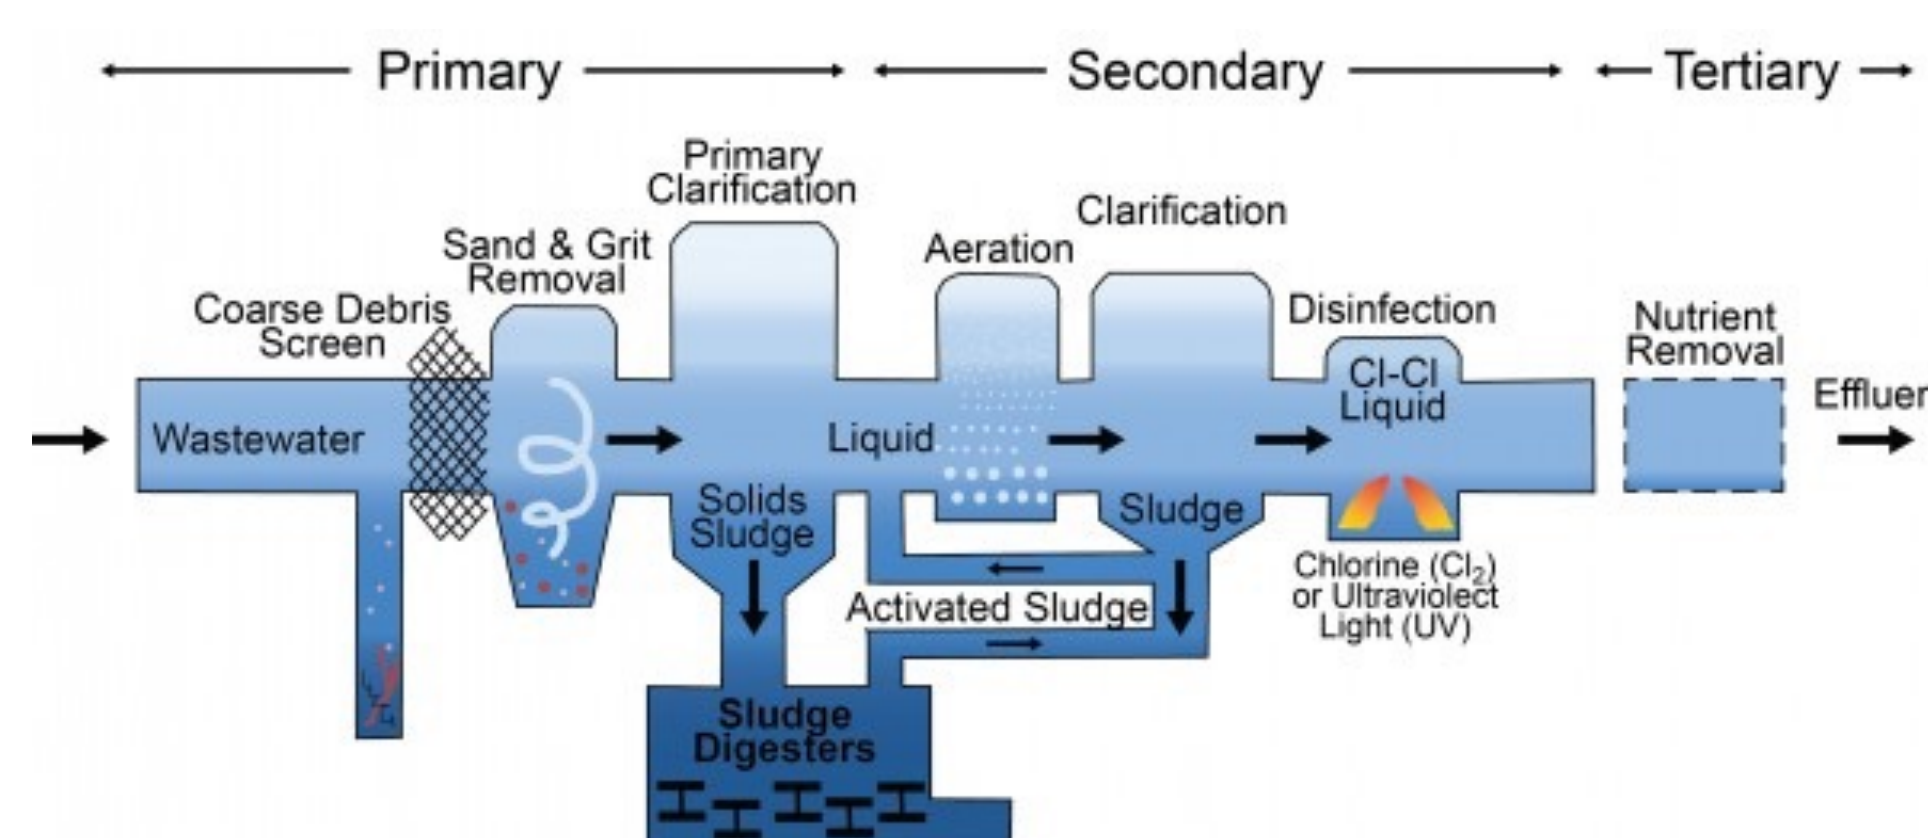 Primary
Secondary
Tertiary
Primary
Clarification
Clarification
Sand & Grit
Removal
Aeration
Coarse Debris
Screen
Disinfection
Nutrient
Removal
Cl-Cl
Liquid
Effluer
Wastewater
Liquid
Solids
Sludge
Sludge
Chlorine (Cl₂)
or Ultraviolect
Light (UV)
Activated Sludge
Sludge
Digesters